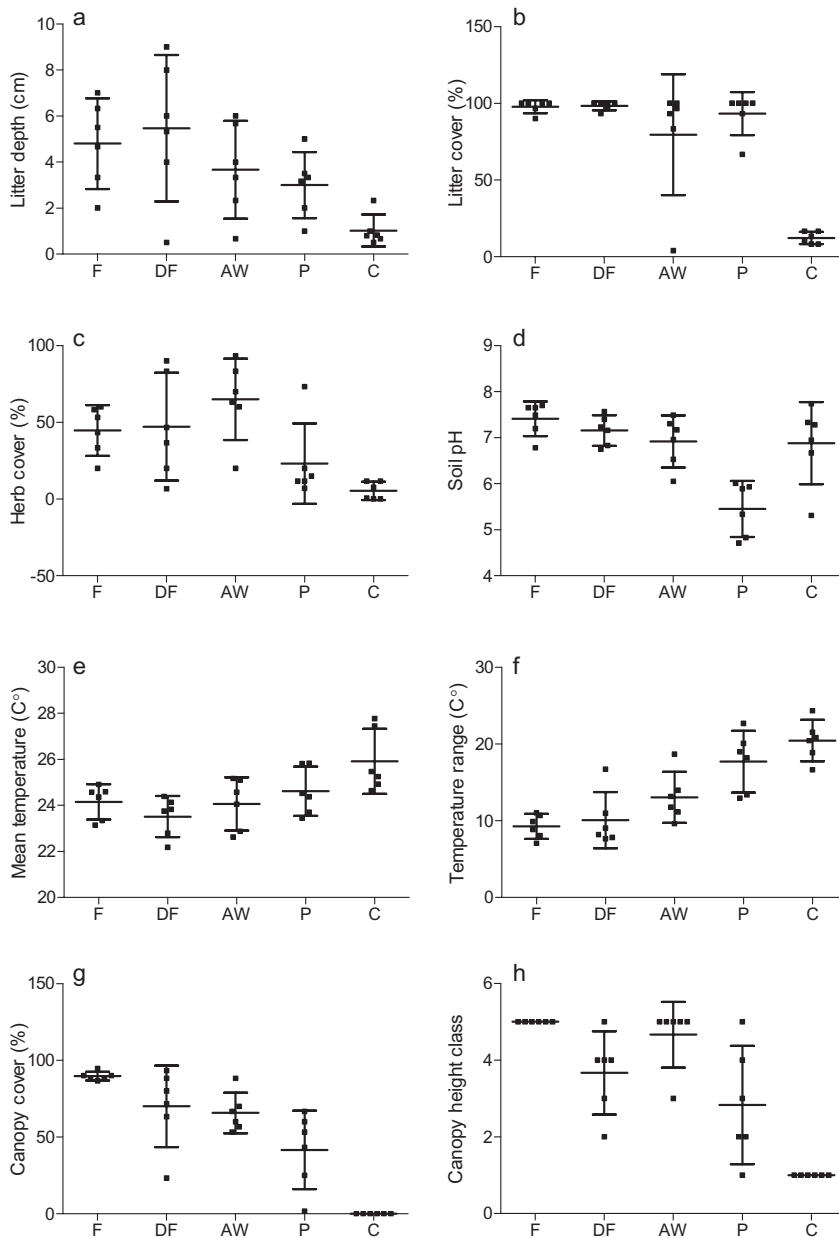 a
Litter depth (cm)
10
8
6
4
2
0
F DF AW P C
b
Litter cover (%)
150
100
50
0
F DF AW P C
c
Herb cover (%)
100
50
0
-50
F DF AW P C
d
Soil pH
9
8
7
6
5
4
F DF AW P C
e
Mean temperature (C°)
30
28
26
24
22
20
F DF AW P C
f
Temperature range (C°)
30
20
10
0
F DF AW P C
g
Canopy cover (%)
150
100
50
0
F DF AW P C
h
Canopy height class
6
4
2
0
F DF AW P C